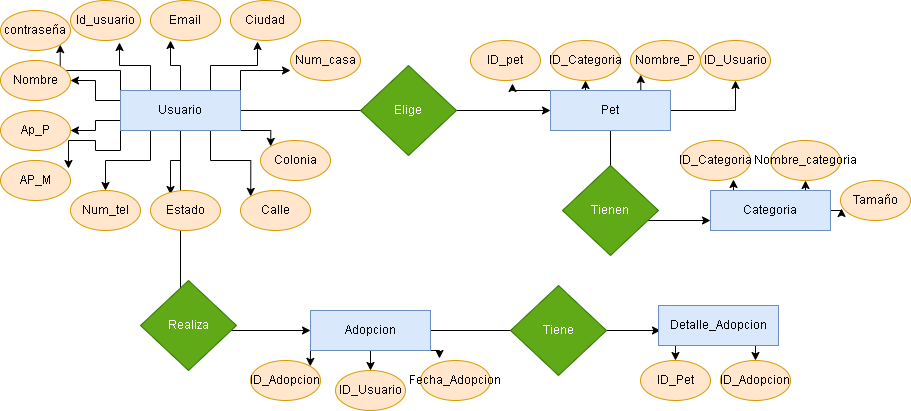 contraseña
Id_usuario
Email
Ciudad
Num_casa
Nombre
Usuario
Ap_P
AP_M
Num_tel
Estado
Calle
Colonia
Elige
ID_pet
ID_Categoria
Nombre_P
ID_Usuario
Pet
Tienen
ID_Categoria
Nombre_categoria
Tamaño
Categoria
Realiza
Adopcion
ID_Adopcion
ID_Usuario
Fecha_Adopcion
Tiene
Detalle_Adopcion
ID_Pet
ID_Adopcion